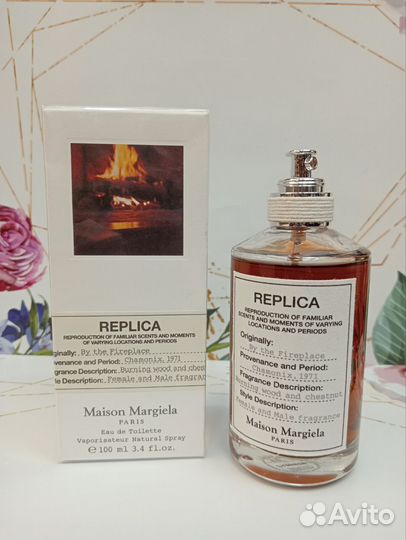 REPLICA
REPRODUCTION OF FAMILIAR SCENTS AND MOMENTS
OF VARYING LOCATIONS AND PERIODS
Originally: By the Fireplace
Provenance and Period: Chamonix, 1971
Fragrance Description: Burning wood and chestnut
Style Description: Female and Male fragrance
Maison Margiela
PARIS
Eau de Toilette
Vaporisateur Natural Spray
℮ 100 ml 3.4 fl.oz.
REPLICA
REPRODUCTION OF FAMILIAR
SCENTS AND MOMENTS OF VARYING
LOCATIONS AND PERIODS
Originally:
By the Fireplace
Provenance and Period:
Chamonix, 1971
Fragrance Description:
Burning wood and chestnut
Style Description:
Female and Male fragrance
Maison Margiela
PARIS
Avito